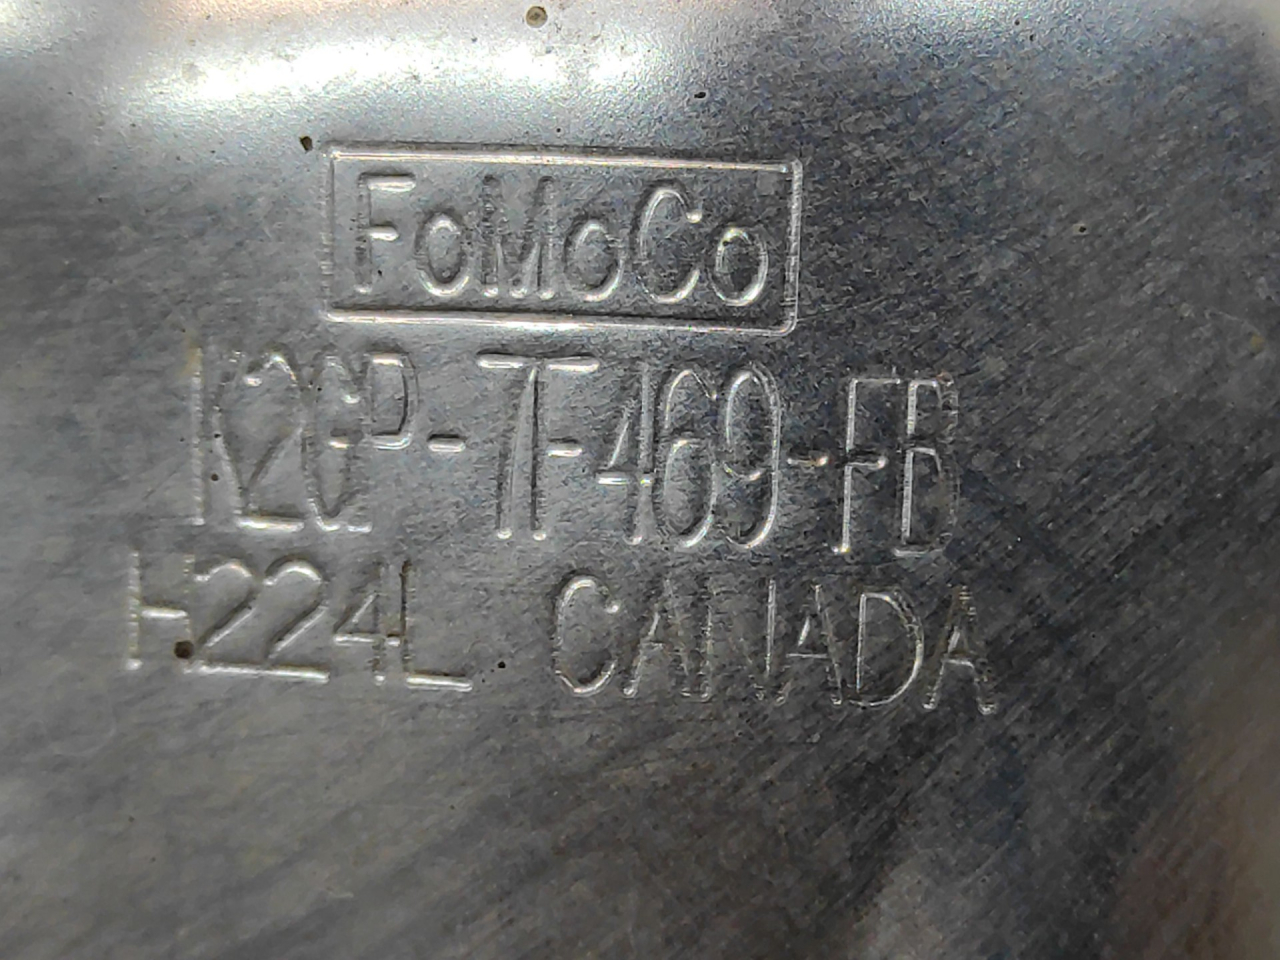 FoMoCo
K2GP-7F469-FB
H224L CANADA